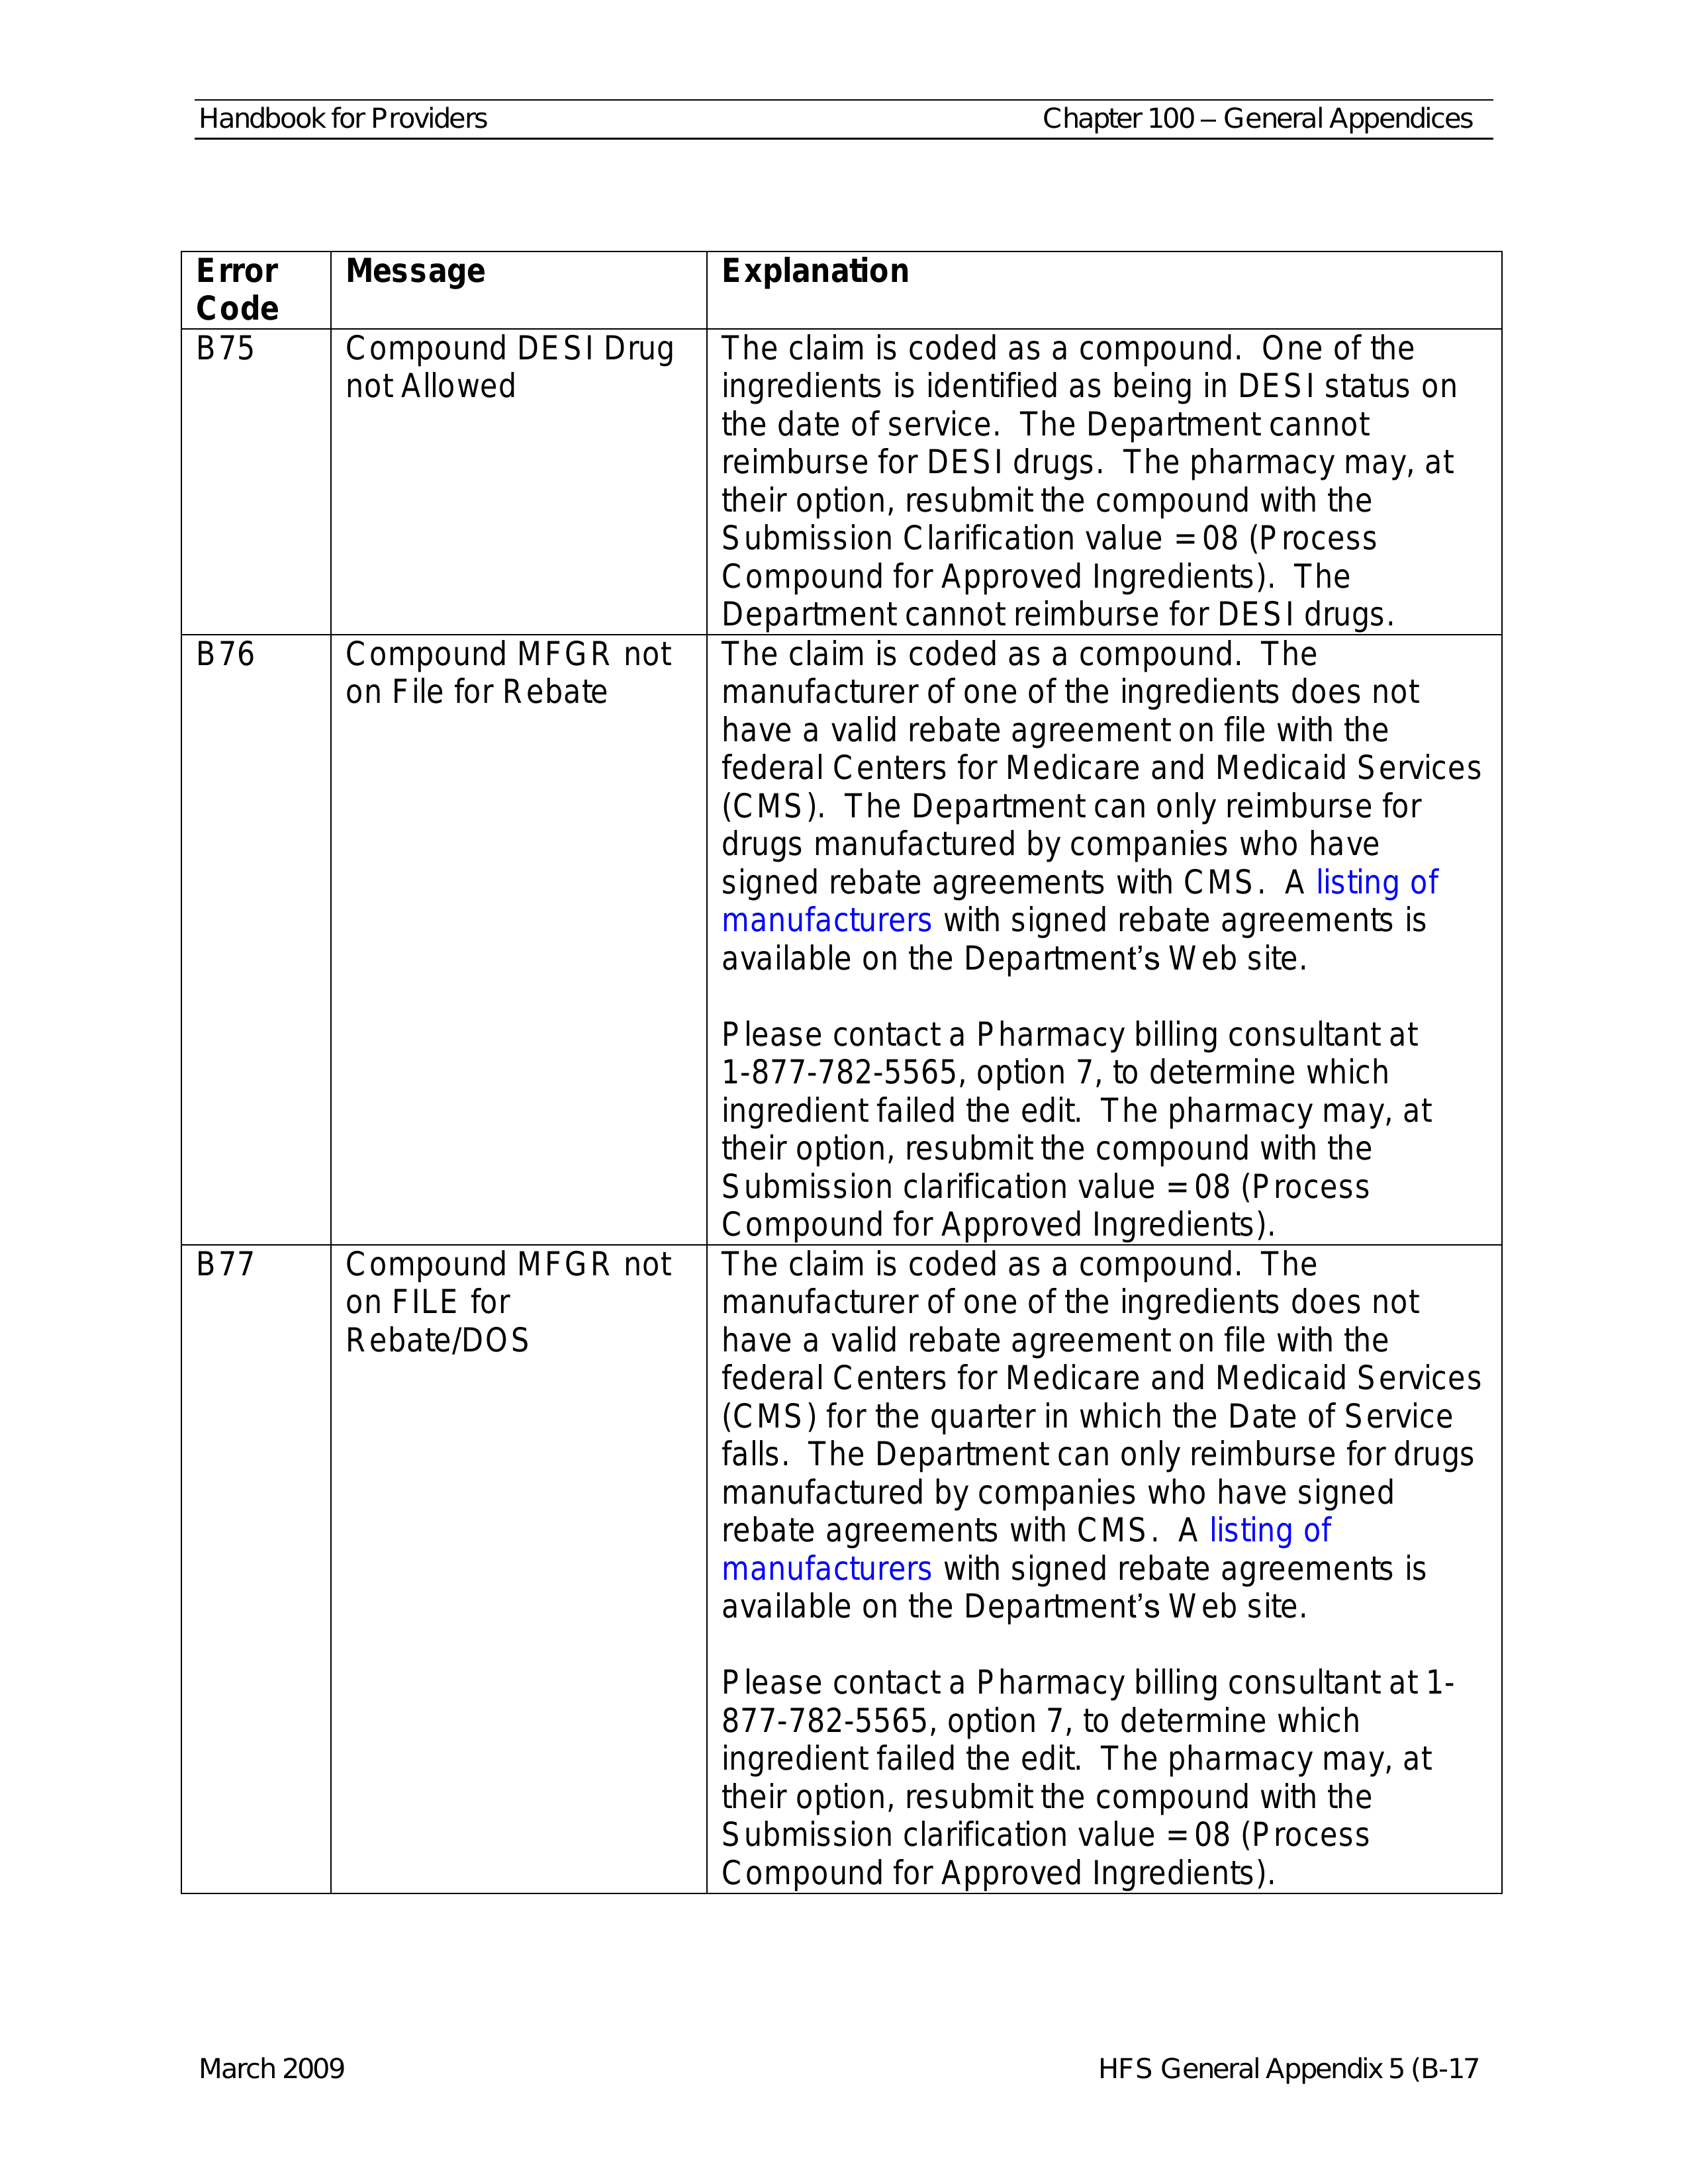 Handbook for Providers
Chapter 100 – General Appendices
Error
Code
Message
Explanation
B75
Compound DESI Drug
not Allowed
The claim is coded as a compound.  One of the
ingredients is identified as being in DESI status on
the date of service.  The Department cannot
reimburse for DESI drugs.  The pharmacy may, at
their option, resubmit the compound with the
Submission Clarification value = 08 (Process
Compound for Approved Ingredients).  The
Department cannot reimburse for DESI drugs.
B76
Compound MFGR not
on File for Rebate
The claim is coded as a compound.  The
manufacturer of one of the ingredients does not
have a valid rebate agreement on file with the
federal Centers for Medicare and Medicaid Services
(CMS).  The Department can only reimburse for
drugs manufactured by companies who have
signed rebate agreements with CMS.  A listing of
manufacturers with signed rebate agreements is
available on the Department’s Web site.
Please contact a Pharmacy billing consultant at
1-877-782-5565, option 7, to determine which
ingredient failed the edit.  The pharmacy may, at
their option, resubmit the compound with the
Submission clarification value = 08 (Process
Compound for Approved Ingredients).
B77
Compound MFGR not
on FILE for
Rebate/DOS
The claim is coded as a compound.  The
manufacturer of one of the ingredients does not
have a valid rebate agreement on file with the
federal Centers for Medicare and Medicaid Services
(CMS) for the quarter in which the Date of Service
falls.  The Department can only reimburse for drugs
manufactured by companies who have signed
rebate agreements with CMS.  A listing of
manufacturers with signed rebate agreements is
available on the Department’s Web site.
Please contact a Pharmacy billing consultant at 1-
877-782-5565, option 7, to determine which
ingredient failed the edit.  The pharmacy may, at
their option, resubmit the compound with the
Submission clarification value = 08 (Process
Compound for Approved Ingredients).
March 2009
HFS General Appendix 5 (B-17